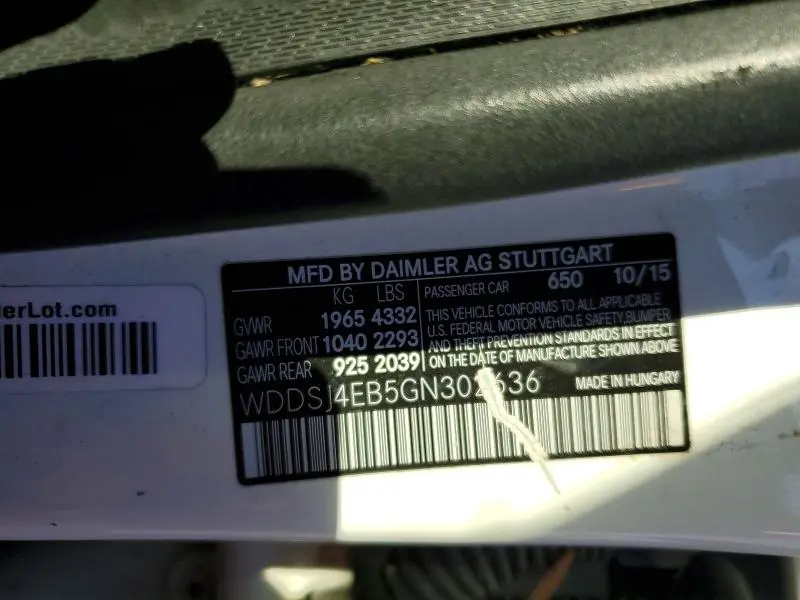 lerLot.com
MFD BY DAIMLER AG STUTTGART
KG LBS PASSENGER CAR 650 10/15
GVWR 1965 4332 THIS VEHICLE CONFORMS TO ALL APPLICABLE
U.S. FEDERAL MOTOR VEHICLE SAFETY,BUMPER
GAWR FRONT 1040 2293 AND THEFT PREVENTION STANDARDS IN EFFECT
GAWR REAR 925 2039 ON THE DATE OF MANUFACTURE SHOWN ABOVE
WDDSJ4EB5GN302636 MADE IN HUNGARY